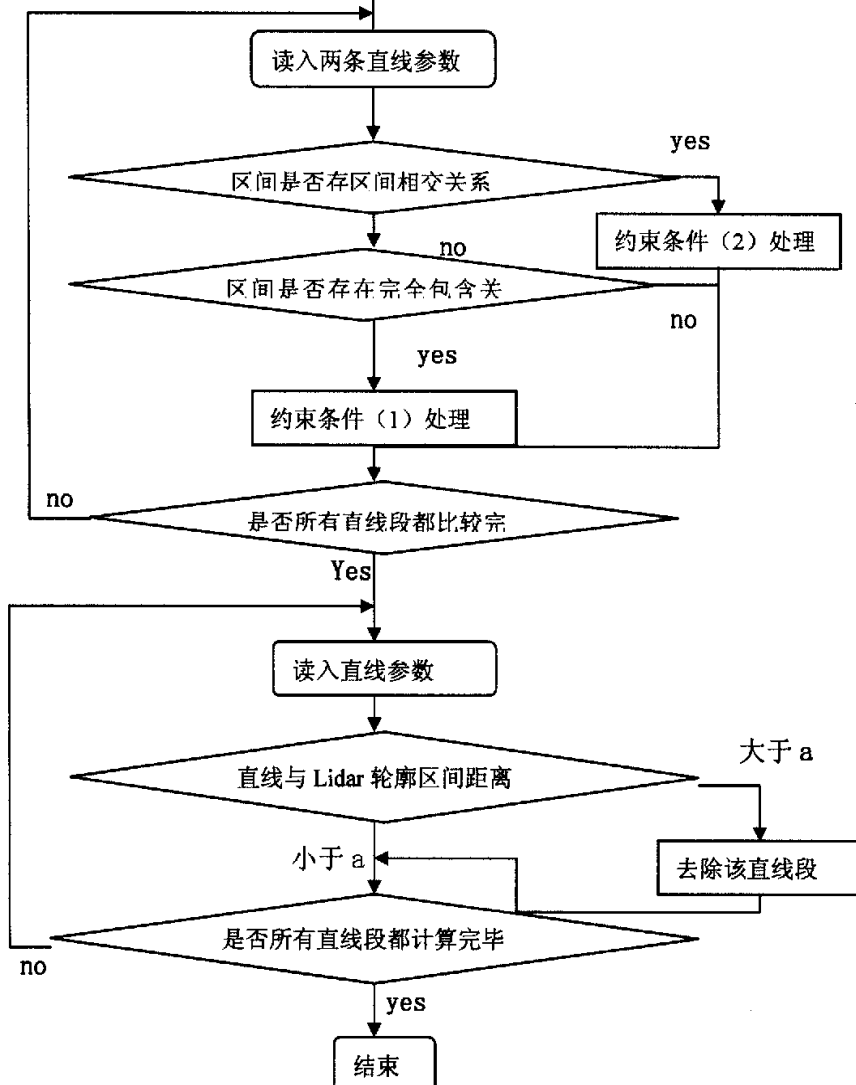 读入两条直线参数
yes
区间是否存区间相交关系
约束条件（2）处理
no
区间是否存在完全包含关
no
yes
约束条件（1）处理
no
是否所有直线段都比较完
Yes
读入直线参数
大于 a
直线与 Lidar 轮廓区间距离
小于 a
去除该直线段
是否所有直线段都计算完毕
no
yes
结束